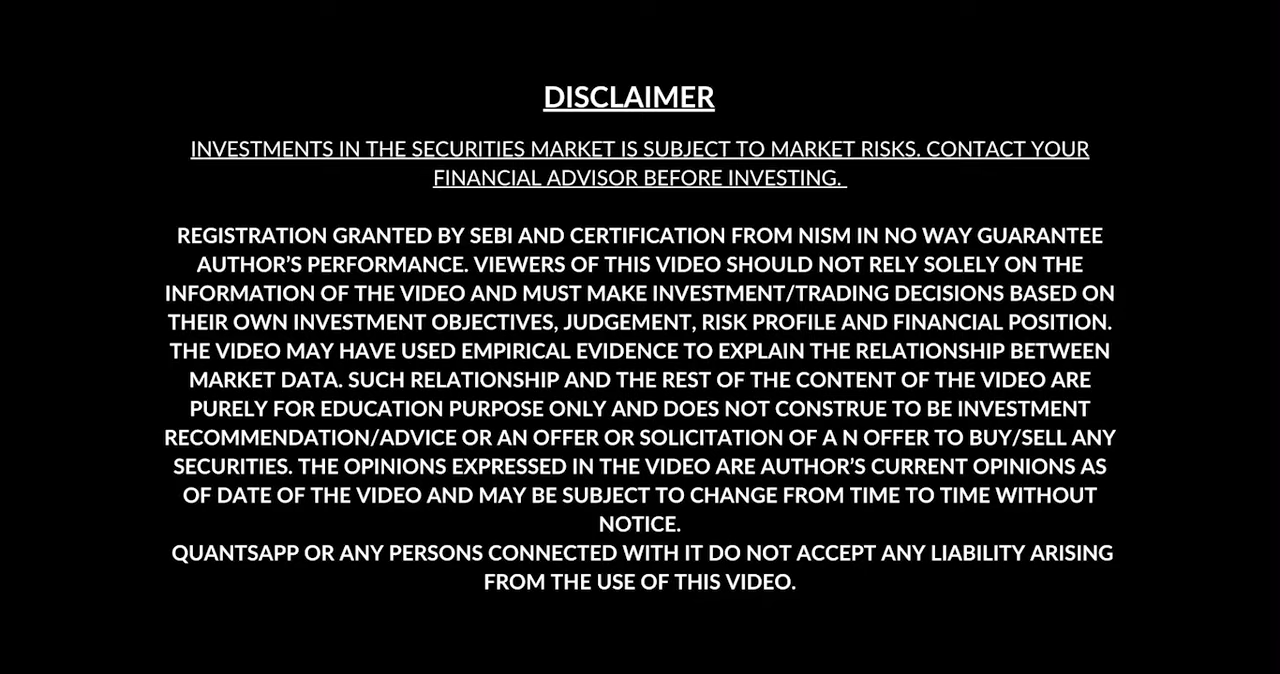 DISCLAIMER
INVESTMENTS IN THE SECURITIES MARKET IS SUBJECT TO MARKET RISKS. CONTACT YOUR
FINANCIAL ADVISOR BEFORE INVESTING.
REGISTRATION GRANTED BY SEBI AND CERTIFICATION FROM NISM IN NO WAY GUARANTEE
AUTHOR’S PERFORMANCE. VIEWERS OF THIS VIDEO SHOULD NOT RELY SOLELY ON THE
INFORMATION OF THE VIDEO AND MUST MAKE INVESTMENT/TRADING DECISIONS BASED ON
THEIR OWN INVESTMENT OBJECTIVES, JUDGEMENT, RISK PROFILE AND FINANCIAL POSITION.
THE VIDEO MAY HAVE USED EMPIRICAL EVIDENCE TO EXPLAIN THE RELATIONSHIP BETWEEN
MARKET DATA. SUCH RELATIONSHIP AND THE REST OF THE CONTENT OF THE VIDEO ARE
PURELY FOR EDUCATION PURPOSE ONLY AND DOES NOT CONSTRUE TO BE INVESTMENT
RECOMMENDATION/ADVICE OR AN OFFER OR SOLICITATION OF A N OFFER TO BUY/SELL ANY
SECURITIES. THE OPINIONS EXPRESSED IN THE VIDEO ARE AUTHOR’S CURRENT OPINIONS AS
OF DATE OF THE VIDEO AND MAY BE SUBJECT TO CHANGE FROM TIME TO TIME WITHOUT
NOTICE.
QUANTSAPP OR ANY PERSONS CONNECTED WITH IT DO NOT ACCEPT ANY LIABILITY ARISING
FROM THE USE OF THIS VIDEO.